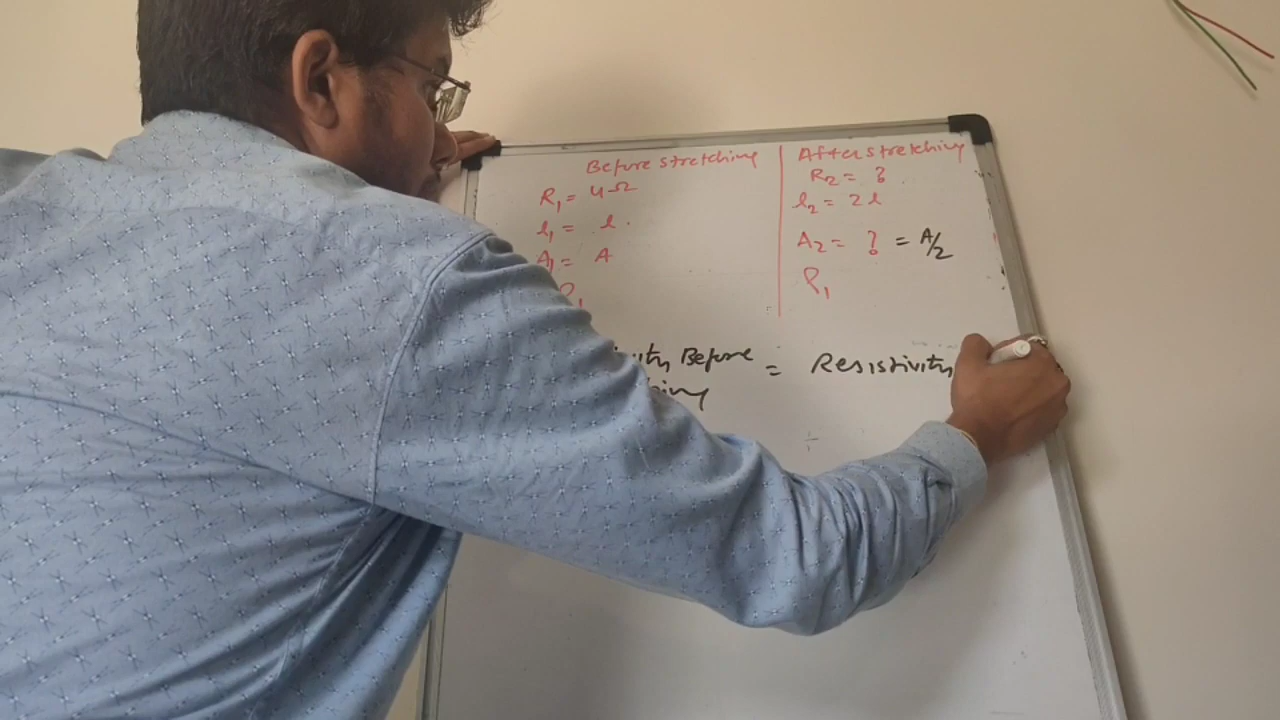 Before stretching
R₁ = 4Ω
l₁ = l
A₁ = A
After stretching
R₂ = ?
l₂ = 2l
A₂ = ? = A/2
ρ₁
Before = Resistivity